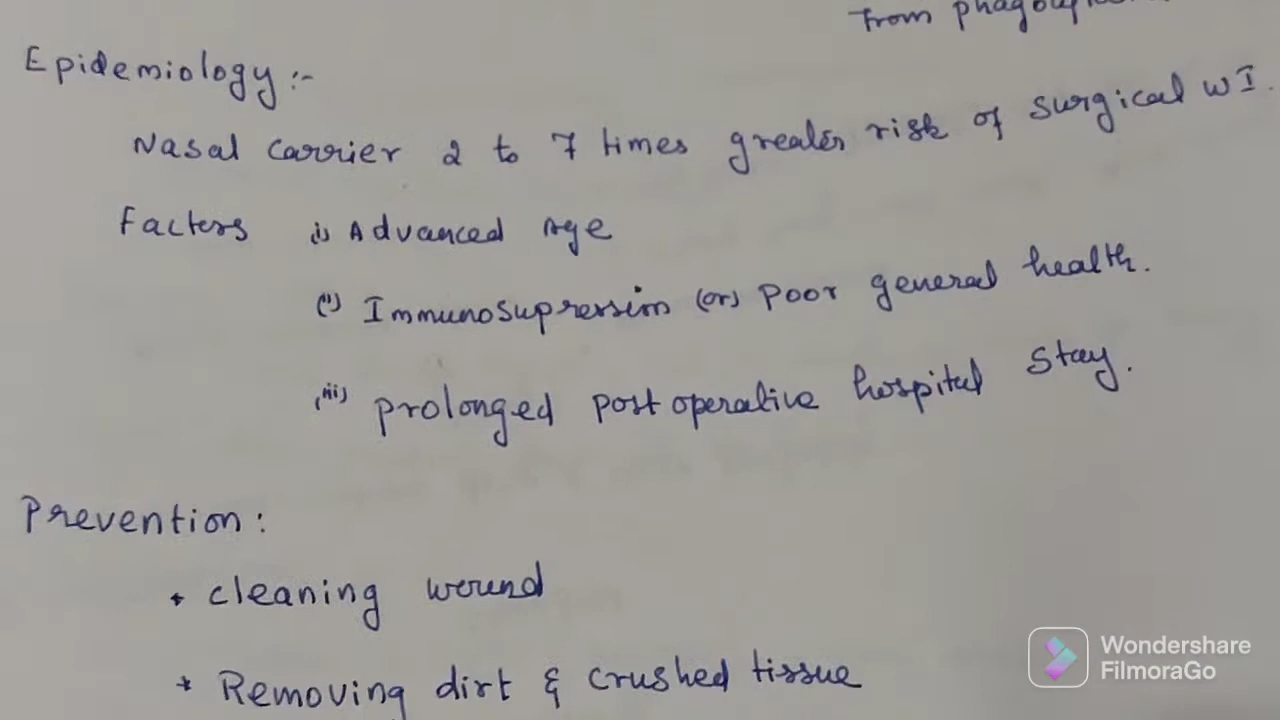 From
Epidemiology :-
Nasal carrier 2 to 7 times greater risk of surgical WI.
Factors i) Advanced Age
(ii) Immunosupression (or) poor general health.
(iii) prolonged post operative hospital stay.
Prevention :
* cleaning wound
* Removing dirt & crushed tissue
Wondershare
FilmoraGo